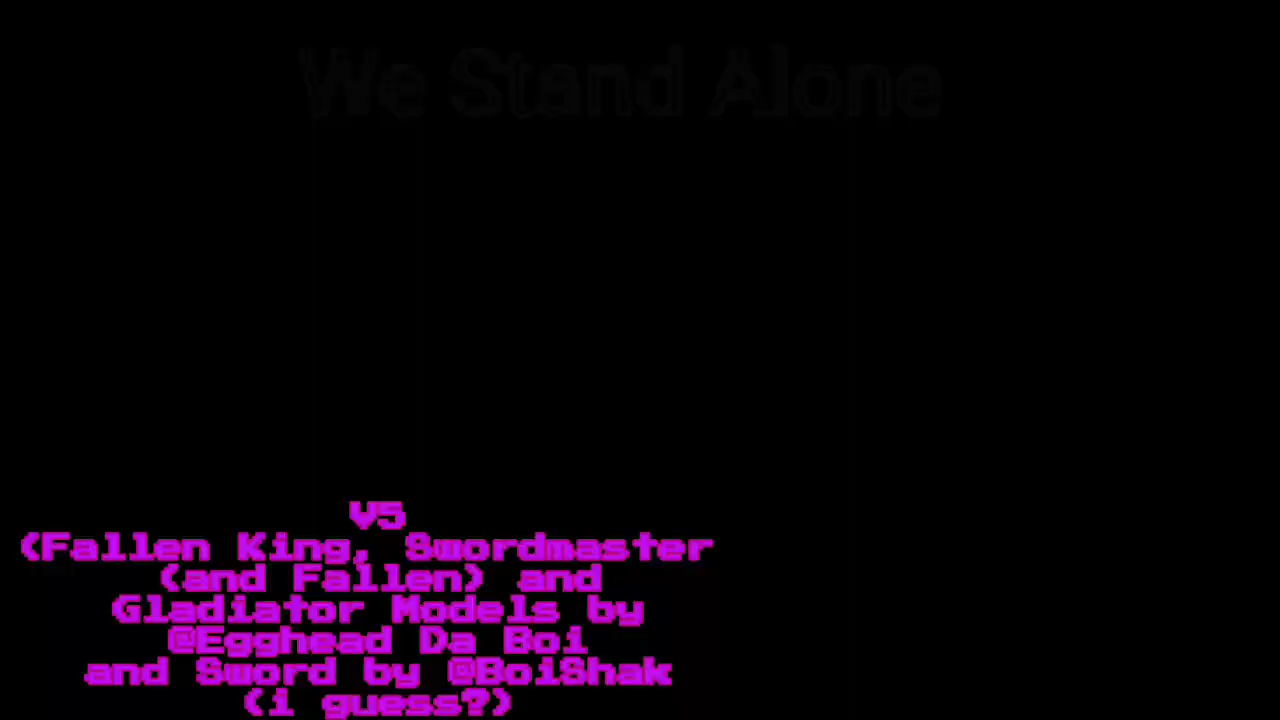 We Stand Alone
V5
(Fallen King, Swordmaster
(and Fallen) and
Gladiator Models by
@Egghead Da Boi
and Sword by @BoiShak
(i guess?)